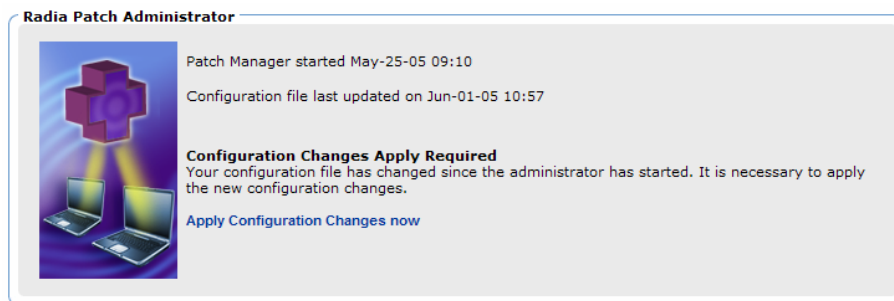 Radia Patch Administrator
Patch Manager started May-25-05 09:10
Configuration file last updated on Jun-01-05 10:57
Configuration Changes Apply Required
Your configuration file has changed since the administrator has started. It is necessary to apply
the new configuration changes.
Apply Configuration Changes now